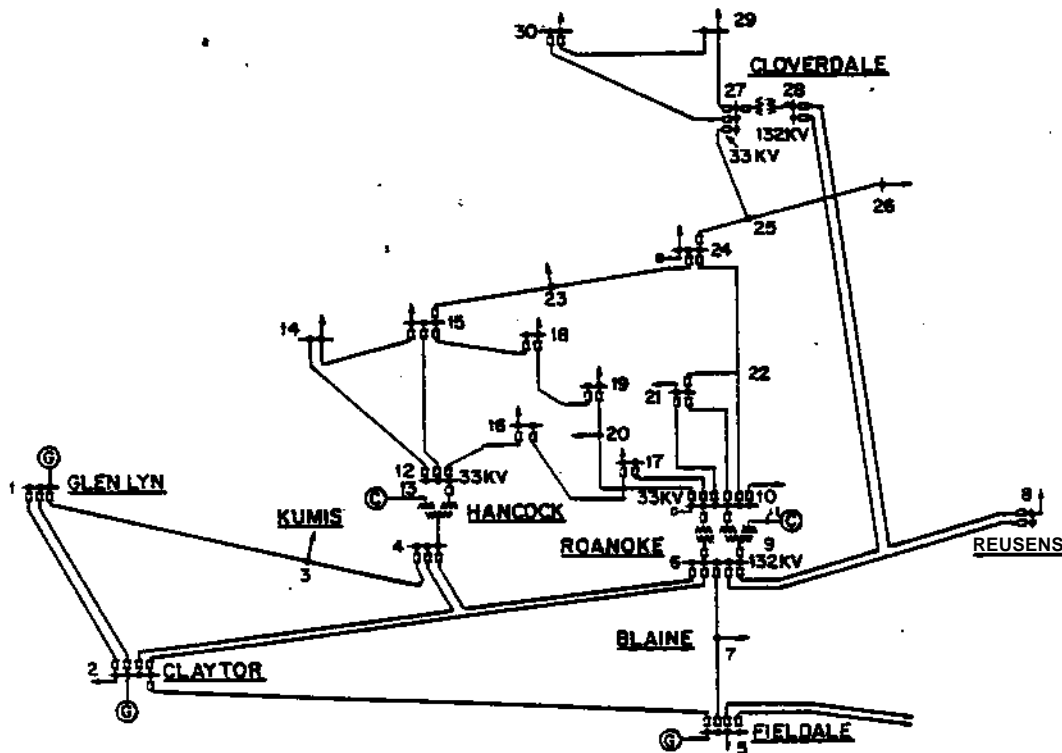 30
29
CLOVERDALE
27
28
132KV
33KV
26
25
24
23
15
14
18
22
19
21
16
20
17
12
33KV
13
C
HANCOCK
33KV
10
11
C
G
1
GLEN LYN
KUMIS
3
4
ROANOKE
9
6
132KV
8
REUSENS
BLAINE
7
2
CLAYTOR
G
G
5
FIELDALE